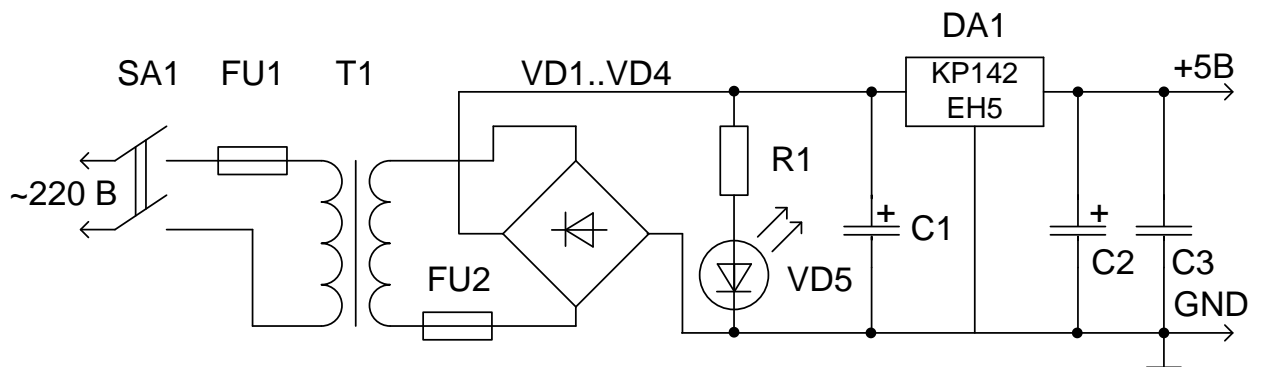 DA1
SA1 FU1 T1 VD1..VD4 КР142 +5В
ЕН5
R1
~220 В
+ C1 +
FU2 VD5 C2 C3
GND